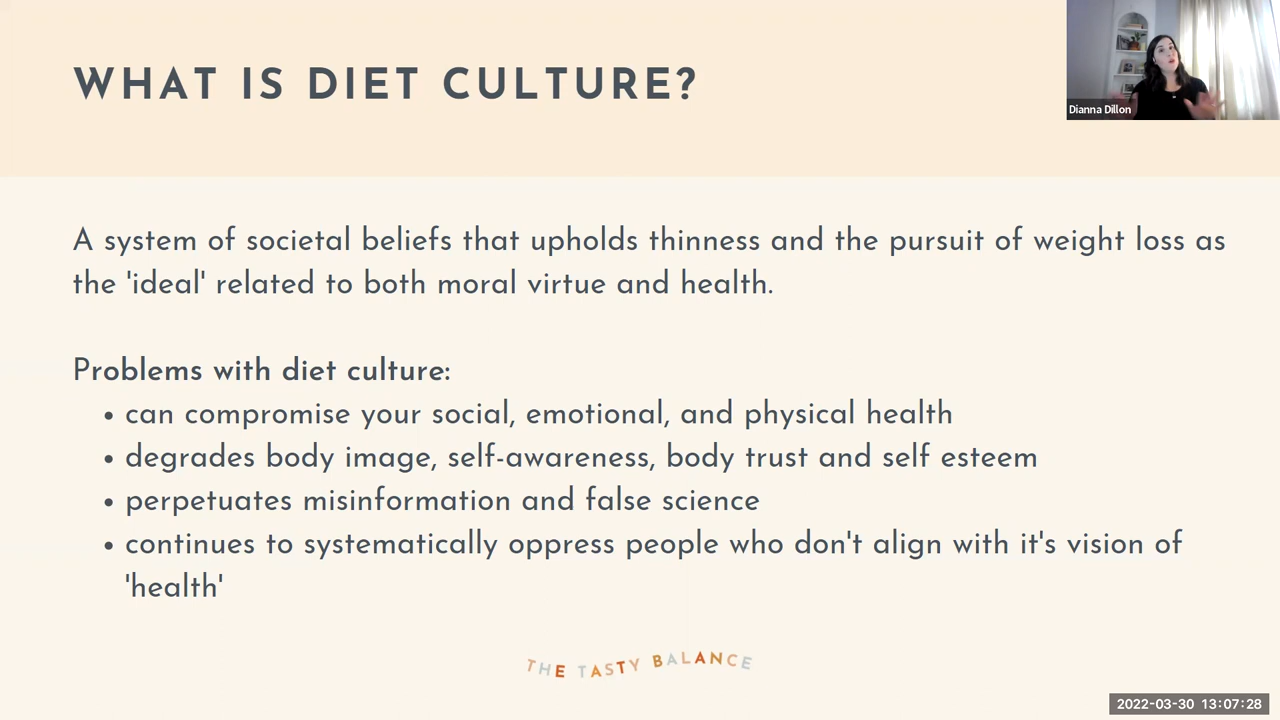 WHAT IS DIET CULTURE?
Dianna Dillon
A system of societal beliefs that upholds thinness and the pursuit of weight loss as
the 'ideal' related to both moral virtue and health.
Problems with diet culture:
• can compromise your social, emotional, and physical health
• degrades body image, self-awareness, body trust and self esteem
• perpetuates misinformation and false science
• continues to systematically oppress people who don't align with it's vision of
'health'
THE TASTY BALANCE
2022-03-30 13:07:28